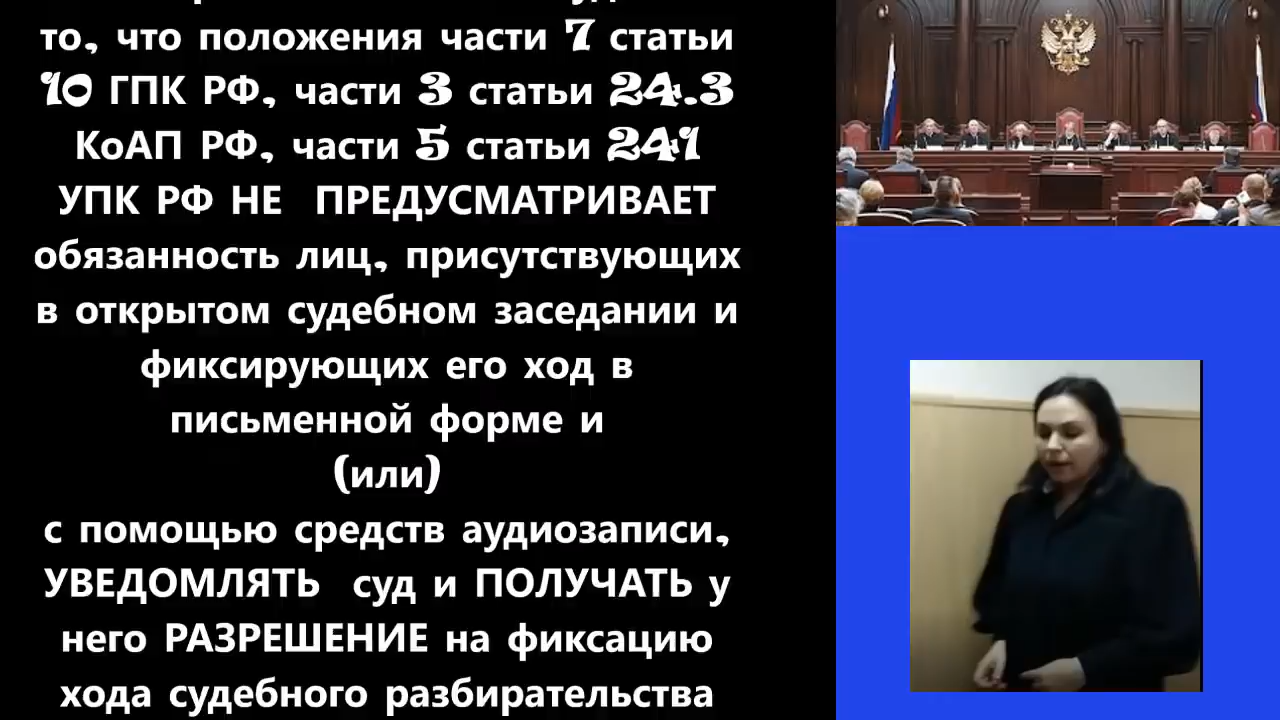 то, что положения части 7 статьи
10 ГПК РФ, части 3 статьи 24.3
КоАП РФ, части 5 статьи 241
УПК РФ НЕ ПРЕДУСМАТРИВАЕТ
обязанность лиц, присутствующих
в открытом судебном заседании и
фиксирующих его ход в
письменной форме и
(или)
с помощью средств аудиозаписи,
УВЕДОМЛЯТЬ суд и ПОЛУЧАТЬ у
него РАЗРЕШЕНИЕ на фиксацию
хода судебного разбирательства